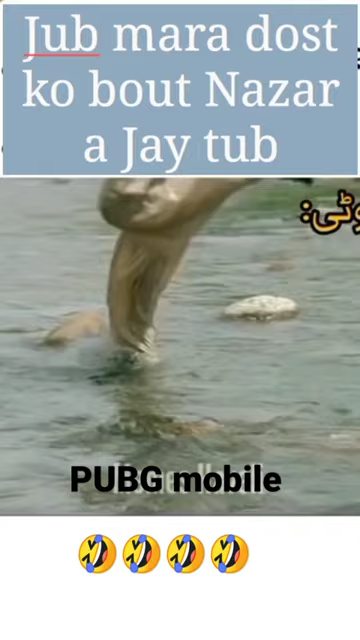 Jub mara dost
ko bout Nazar
a Jay tub
PUBG mobile
🤣🤣🤣🤣